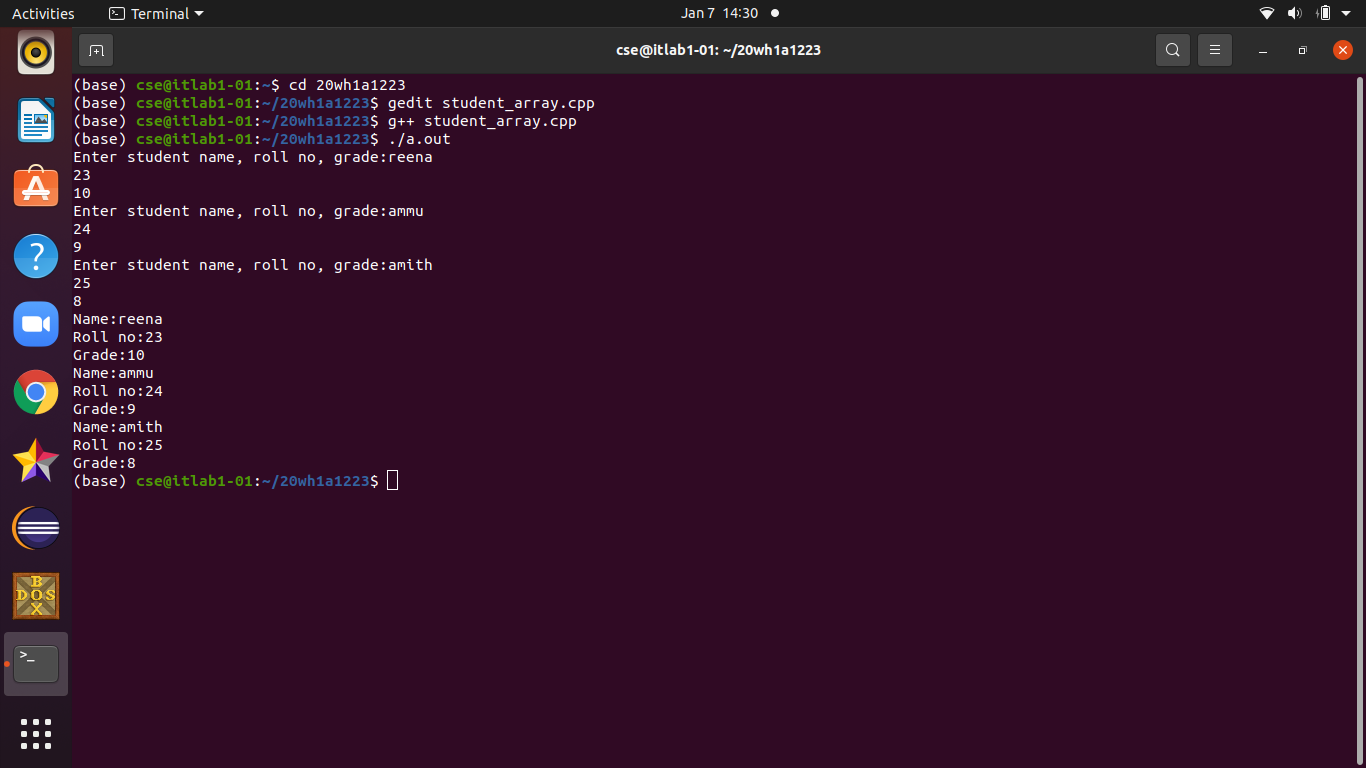 Activities Terminal Jan 7 14:30
cse@itlab1-01: ~/20wh1a1223
(base) cse@itlab1-01:~$ cd 20wh1a1223
(base) cse@itlab1-01:~/20wh1a1223$ gedit student_array.cpp
(base) cse@itlab1-01:~/20wh1a1223$ g++ student_array.cpp
(base) cse@itlab1-01:~/20wh1a1223$ ./a.out
Enter student name, roll no, grade:reena
23
10
Enter student name, roll no, grade:ammu
24
9
Enter student name, roll no, grade:amith
25
8
Name:reena
Roll no:23
Grade:10
Name:ammu
Roll no:24
Grade:9
Name:amith
Roll no:25
Grade:8
(base) cse@itlab1-01:~/20wh1a1223$
A
?
B
DOS
X
>_